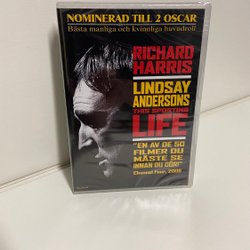 NOMINERAD TILL 2 OSCAR
Bästa manliga och kvinnliga huvudroll
RICHARD
HARRIS
LINDSAY
ANDERSONS
THIS SPORTING
LIFE
"EN AV DE 50
FILMER DU
MÅSTE SE
INNAN DU DÖR!"
Channel Four, 2006